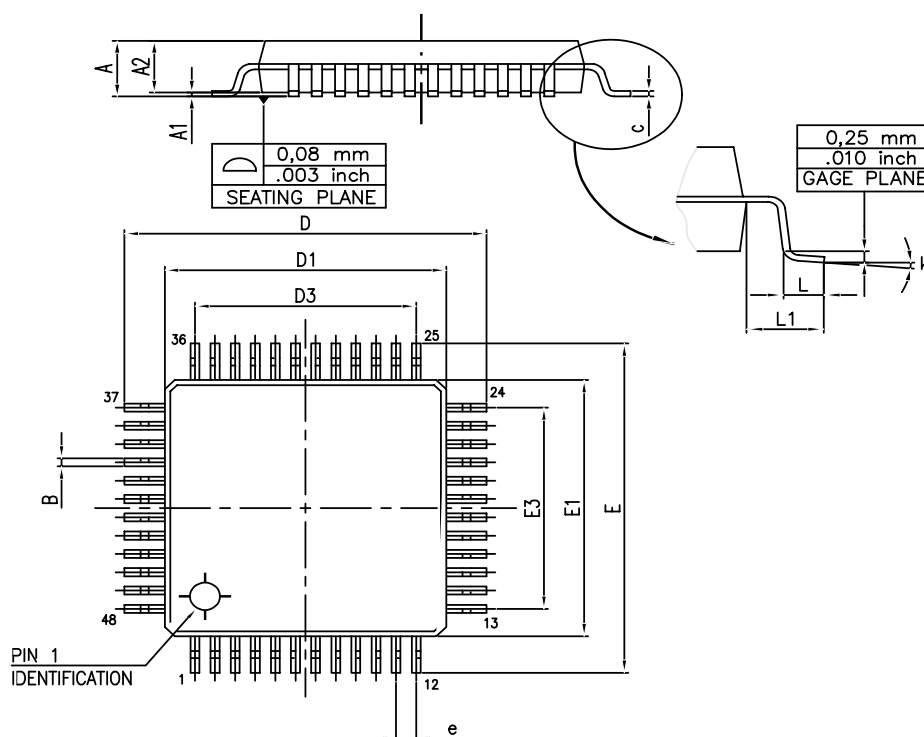 A
A2
A1
c
0,08 mm
.003 inch
SEATING PLANE
0,25 mm
.010 inch
GAGE PLANE
L
L1
D
D1
D3
36
25
37
24
B
E3
E1
E
48
13
PIN 1
IDENTIFICATION
1
12
e